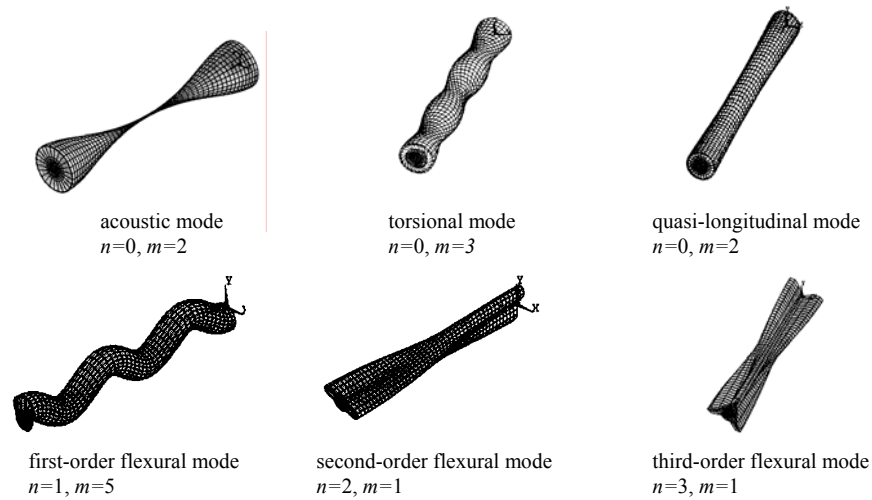 acoustic mode
n=0, m=2
torsional mode
n=0, m=3
quasi-longitudinal mode
n=0, m=2
Y
X
Y
first-order flexural mode
n=1, m=5
second-order flexural mode
n=2, m=1
third-order flexural mode
n=3, m=1